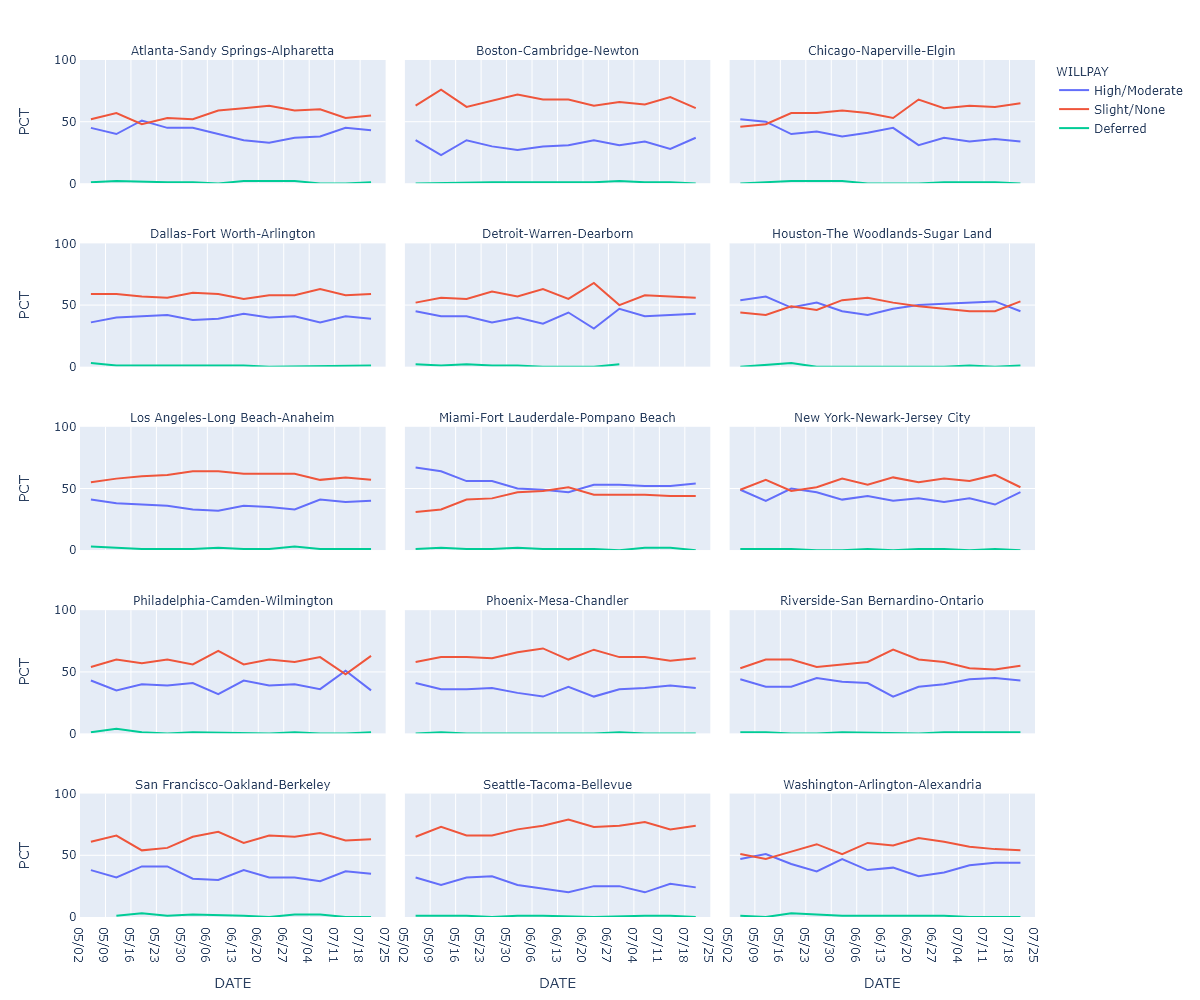 Atlanta-Sandy Springs-Alpharetta
Boston-Cambridge-Newton
Chicago-Naperville-Elgin
WILLPAY
High/Moderate
Slight/None
Deferred
100
50
0
PCT
Dallas-Fort Worth-Arlington
Detroit-Warren-Dearborn
Houston-The Woodlands-Sugar Land
100
50
0
PCT
Los Angeles-Long Beach-Anaheim
Miami-Fort Lauderdale-Pompano Beach
New York-Newark-Jersey City
100
50
0
PCT
Philadelphia-Camden-Wilmington
Phoenix-Mesa-Chandler
Riverside-San Bernardino-Ontario
100
50
0
PCT
San Francisco-Oakland-Berkeley
Seattle-Tacoma-Bellevue
Washington-Arlington-Alexandria
100
50
0
PCT
05/02 05/09 05/16 05/23 05/30 06/06 06/13 06/20 06/27 07/04 07/11 07/18 07/25
05/02 05/09 05/16 05/23 05/30 06/06 06/13 06/20 06/27 07/04 07/11 07/18 07/25
05/02 05/09 05/16 05/23 05/30 06/06 06/13 06/20 06/27 07/04 07/11 07/18 07/25
DATE
DATE
DATE